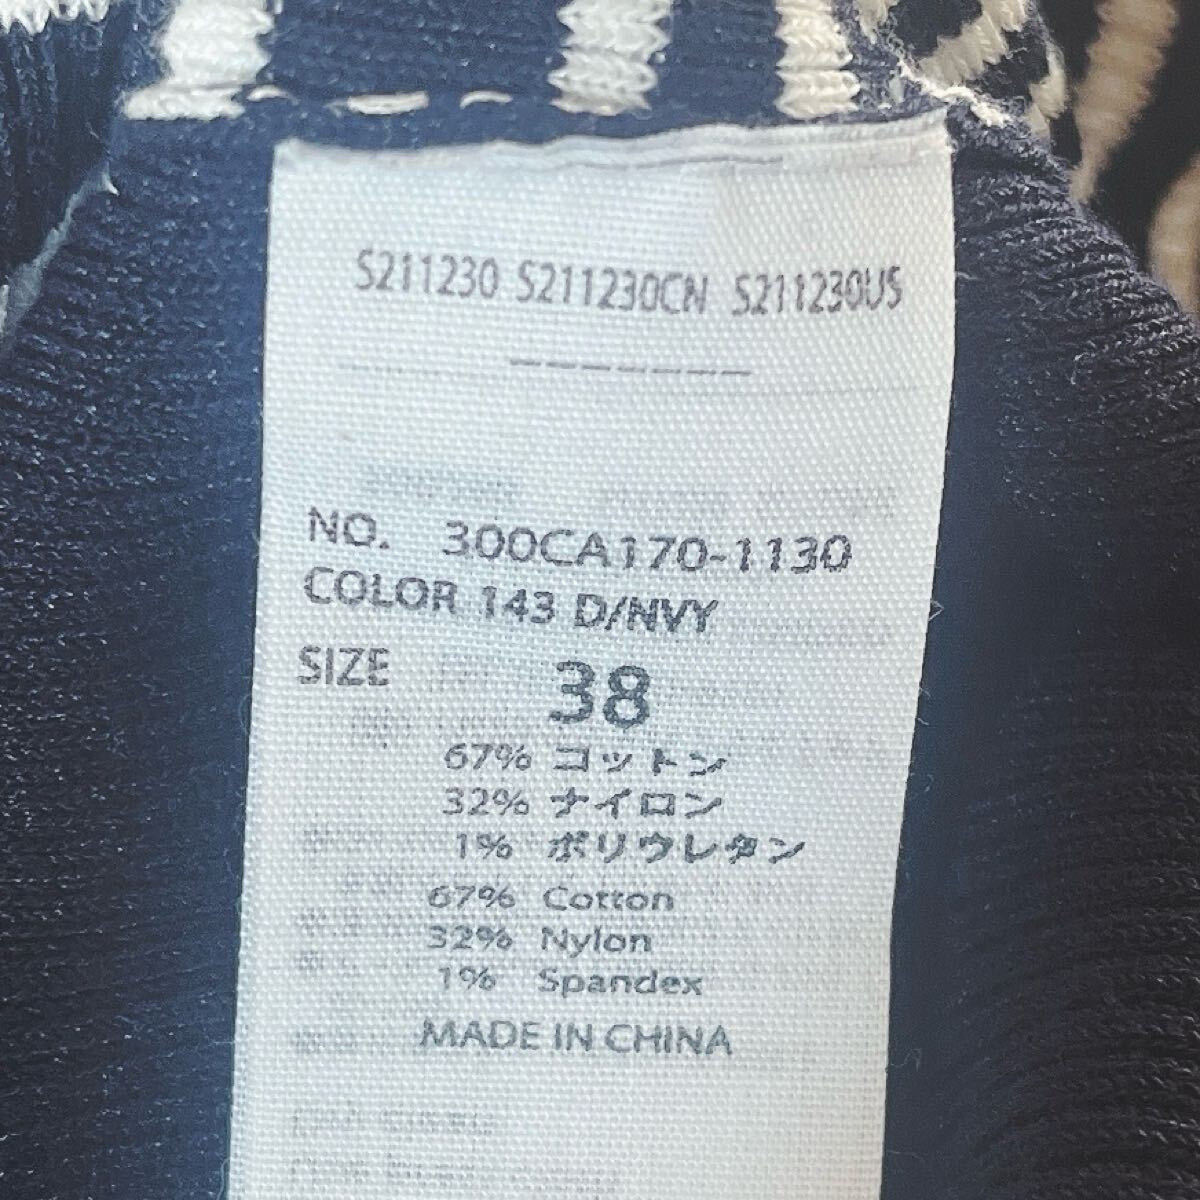 S211230 S211230CN S211230US
-------
NO. 300CA170-1130
COLOR 143 D/NVY
SIZE 38
67% コットン
32% ナイロン
1% ポリウレタン
67% Cotton
32% Nylon
1% Spandex
MADE IN CHINA